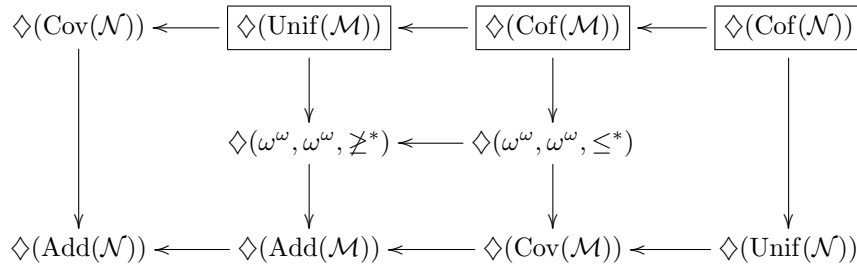 ♢(Cov(𝒩)) ← ♢(Unif(ℳ)) ← ♢(Cof(ℳ)) ← ♢(Cof(𝒩))
♢(ω^ω, ω^ω, ≱*) ← ♢(ω^ω, ω^ω, ≤*)
♢(Add(𝒩)) ← ♢(Add(ℳ)) ← ♢(Cov(ℳ)) ← ♢(Unif(𝒩))